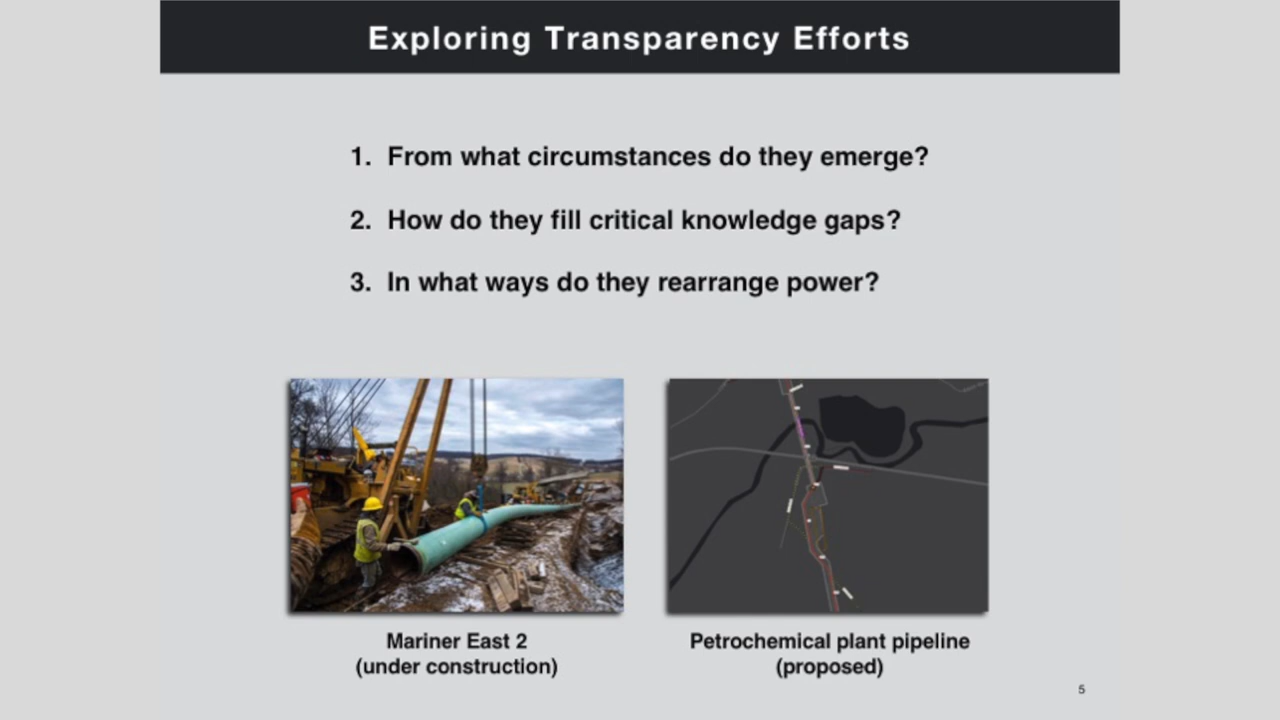 Exploring Transparency Efforts
1. From what circumstances do they emerge?
2. How do they fill critical knowledge gaps?
3. In what ways do they rearrange power?
Mariner East 2
(under construction)
Petrochemical plant pipeline
(proposed)
5